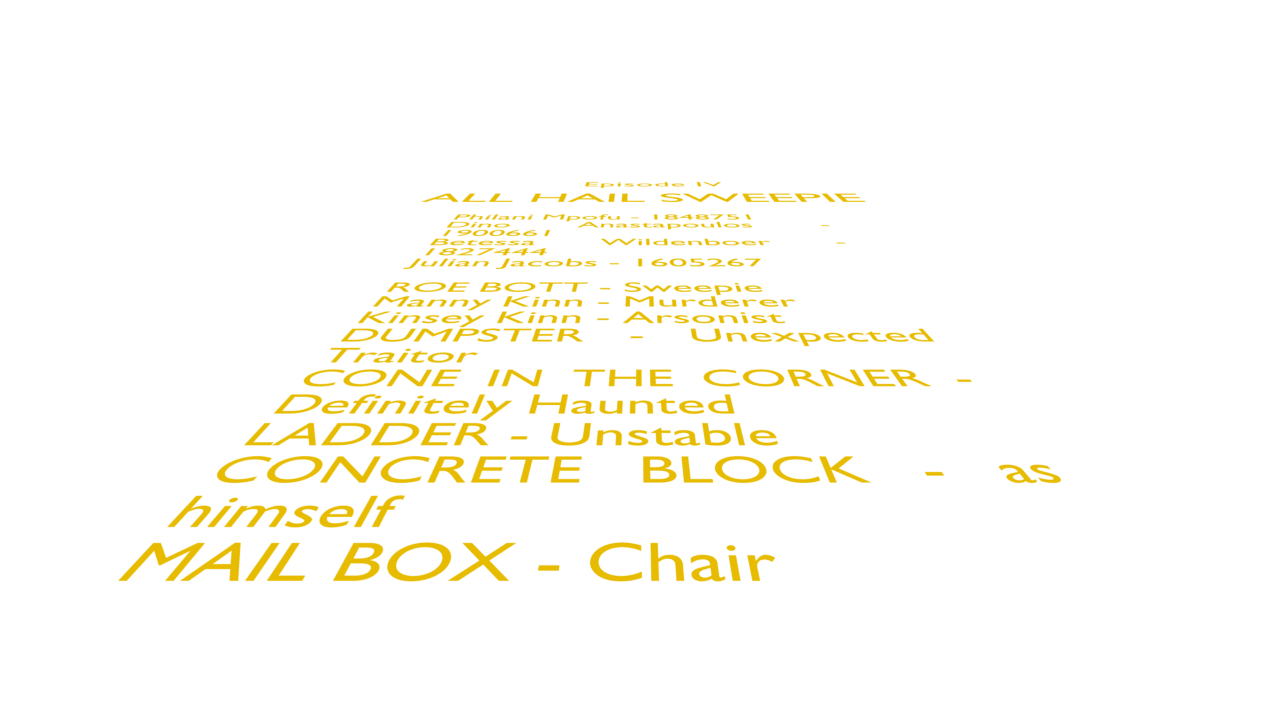 Episode IV
ALL HAIL SWEEPIE
Philani Mpofu - 1848751
Dino Anastapoulos -
1900661
Betessa Wildenboer -
1827444
Julian Jacobs - 1605267
ROE BOTT - Sweepie
Manny Kinn - Murderer
Kinsey Kinn - Arsonist
DUMPSTER - Unexpected
Traitor
CONE IN THE CORNER -
Definitely Haunted
LADDER - Unstable
CONCRETE BLOCK - as
himself
MAIL BOX - Chair